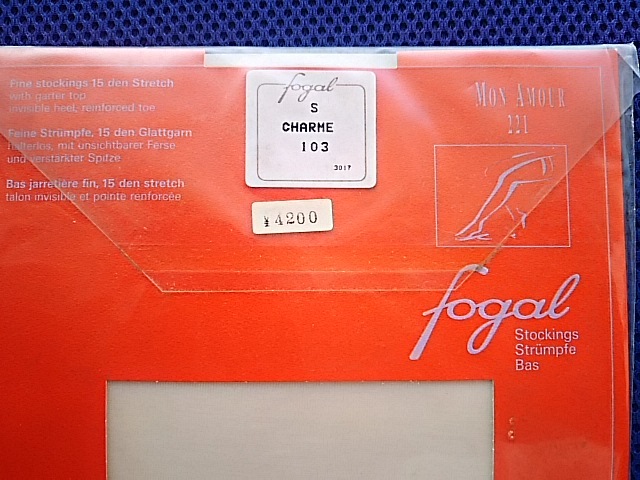 Fine stockings 15 den Stretch
with garter top
invisible heel, reinforced toe
Feine Strümpfe, 15 den Glattgarn
halterlos, mit unsichtbarer Ferse
und verstärkter Spitze
Bas jarretière fin, 15 den stretch
talon invisible et pointe renforcée
fogal
S
CHARME
103
3017
¥4200
MON AMOUR
221
fogal
Stockings
Strümpfe
Bas